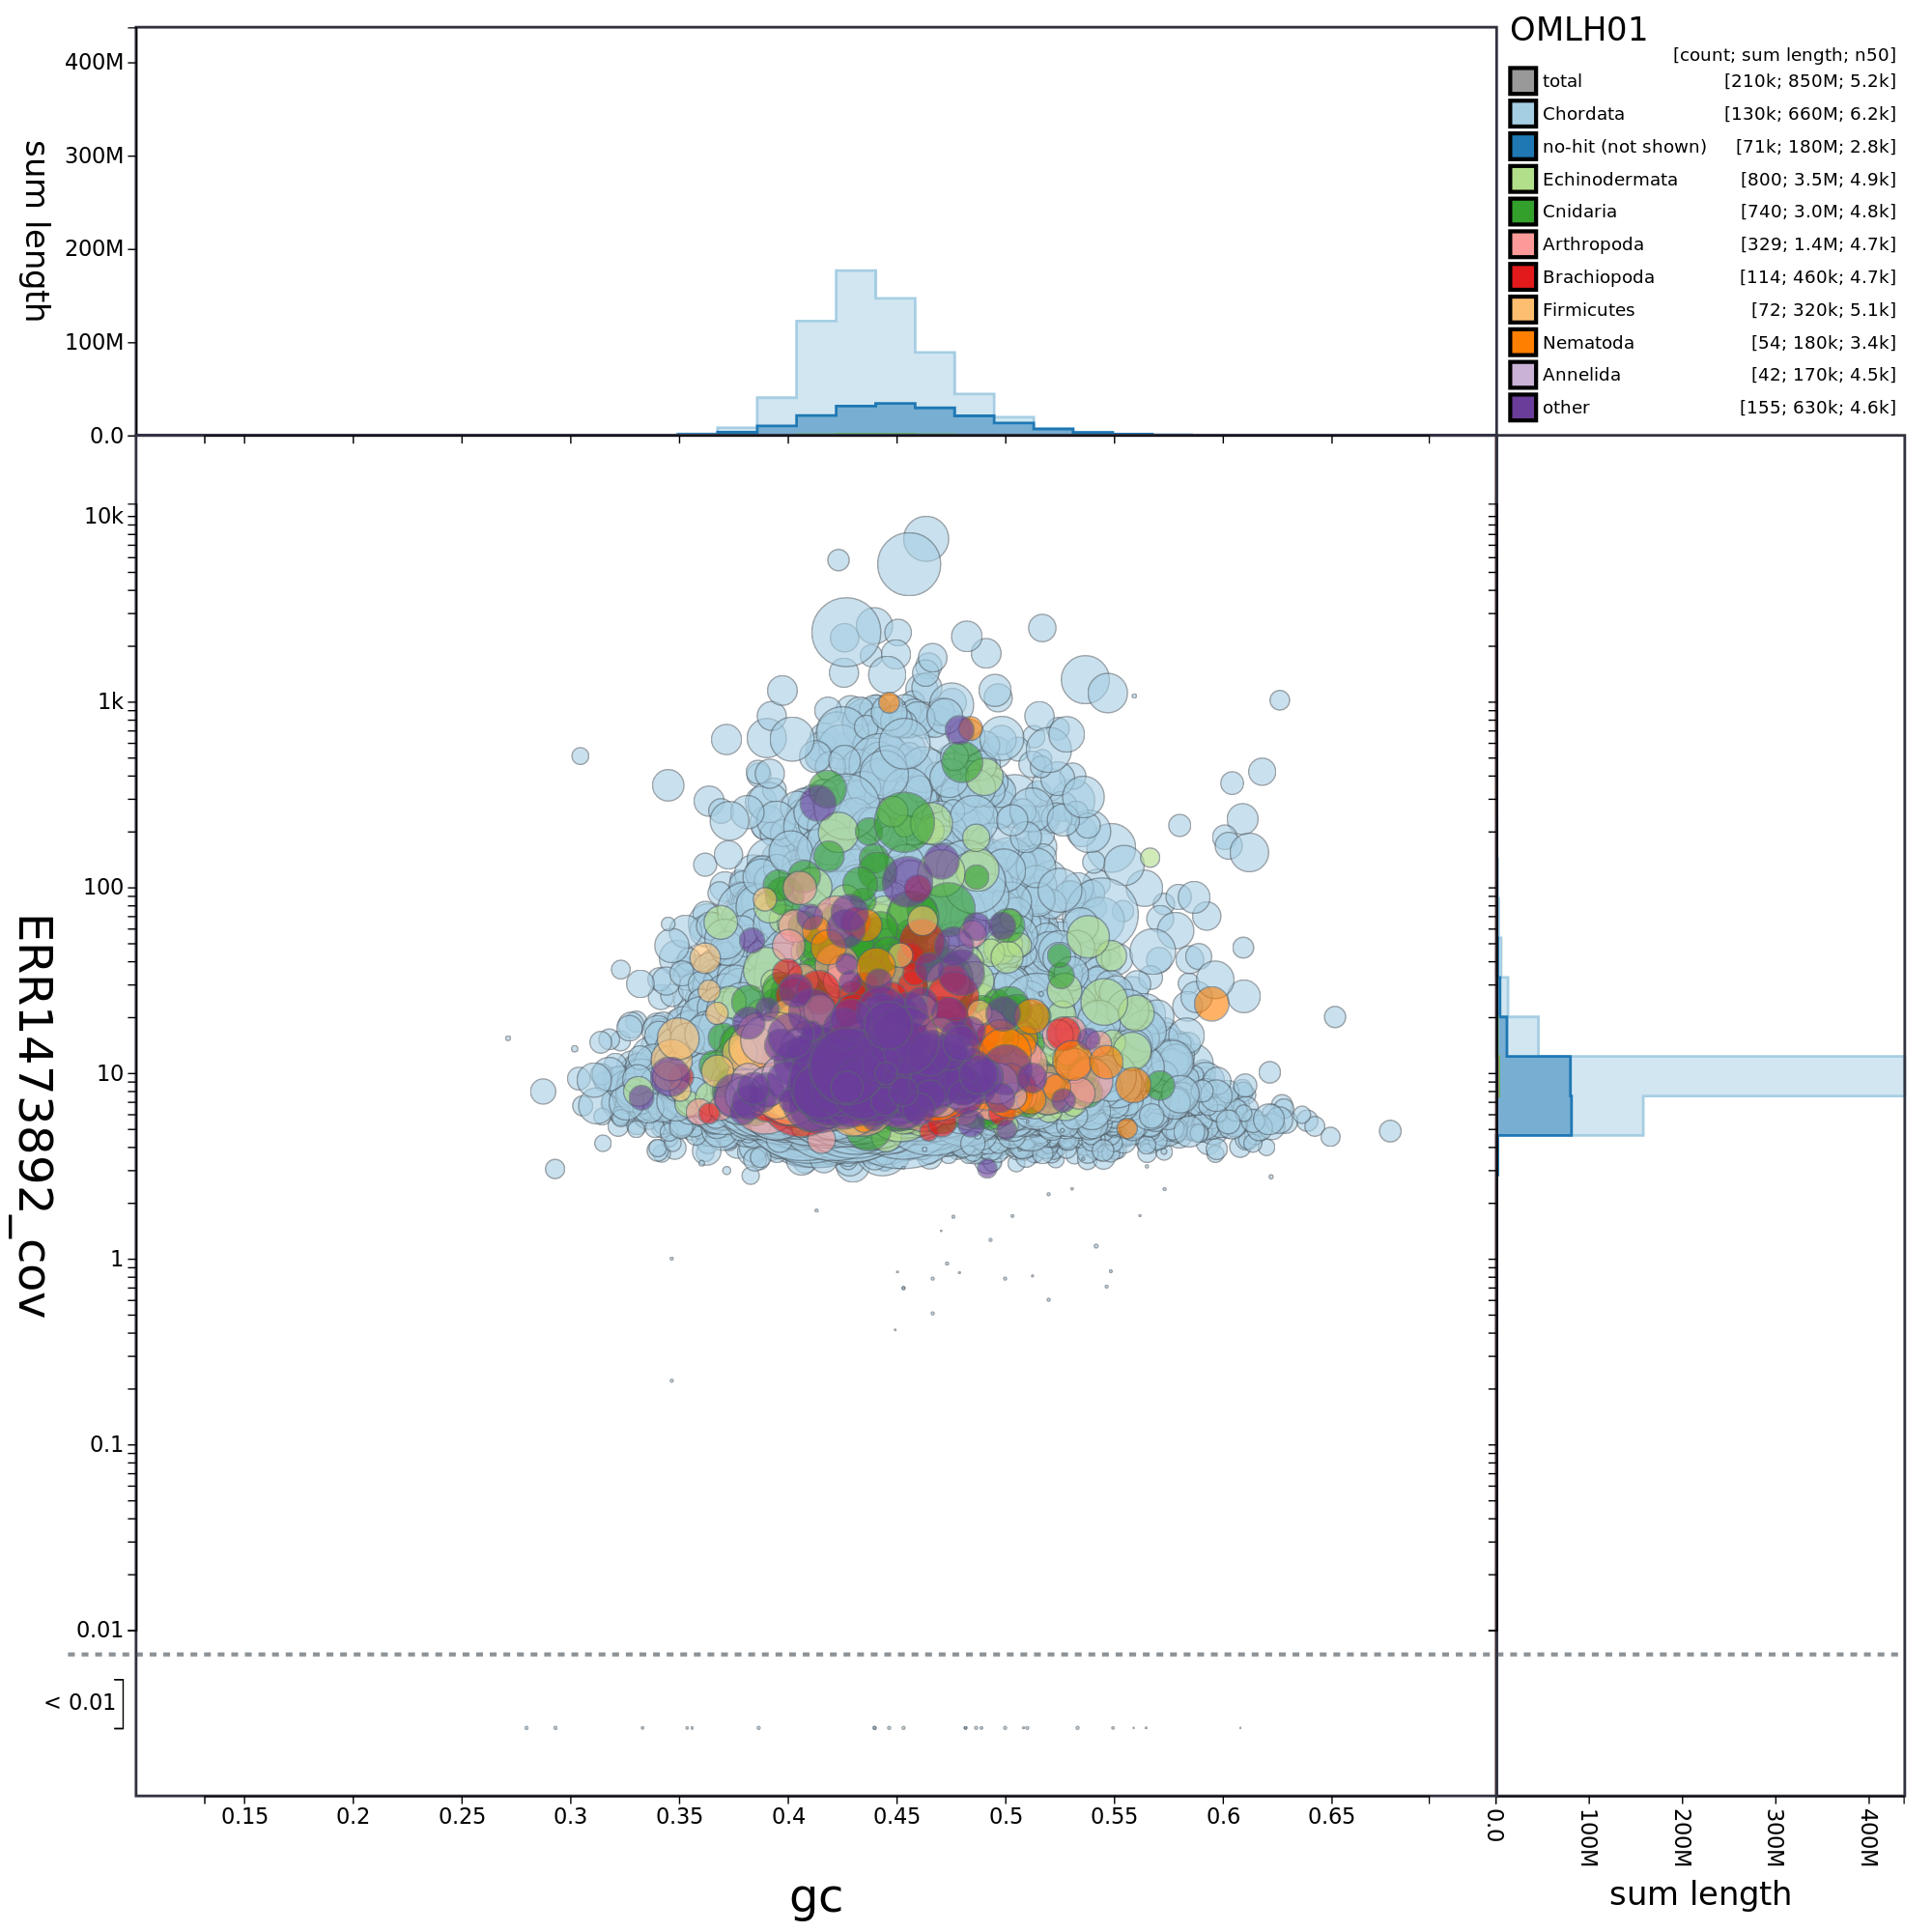 OMLH01
[count; sum length; n50]
total [210k; 850M; 5.2k]
Chordata [130k; 660M; 6.2k]
no-hit (not shown) [71k; 180M; 2.8k]
Echinodermata [800; 3.5M; 4.9k]
Cnidaria [740; 3.0M; 4.8k]
Arthropoda [329; 1.4M; 4.7k]
Brachiopoda [114; 460k; 4.7k]
Firmicutes [72; 320k; 5.1k]
Nematoda [54; 180k; 3.4k]
Annelida [42; 170k; 4.5k]
other [155; 630k; 4.6k]
sum length
400M
300M
200M
100M
0.0
ERR1473892_cov
10k
1k
100
10
1
0.1
0.01
< 0.01
0.15 0.2 0.25 0.3 0.35 0.4 0.45 0.5 0.55 0.6 0.65
gc
0.0 100M 200M 300M 400M
sum length